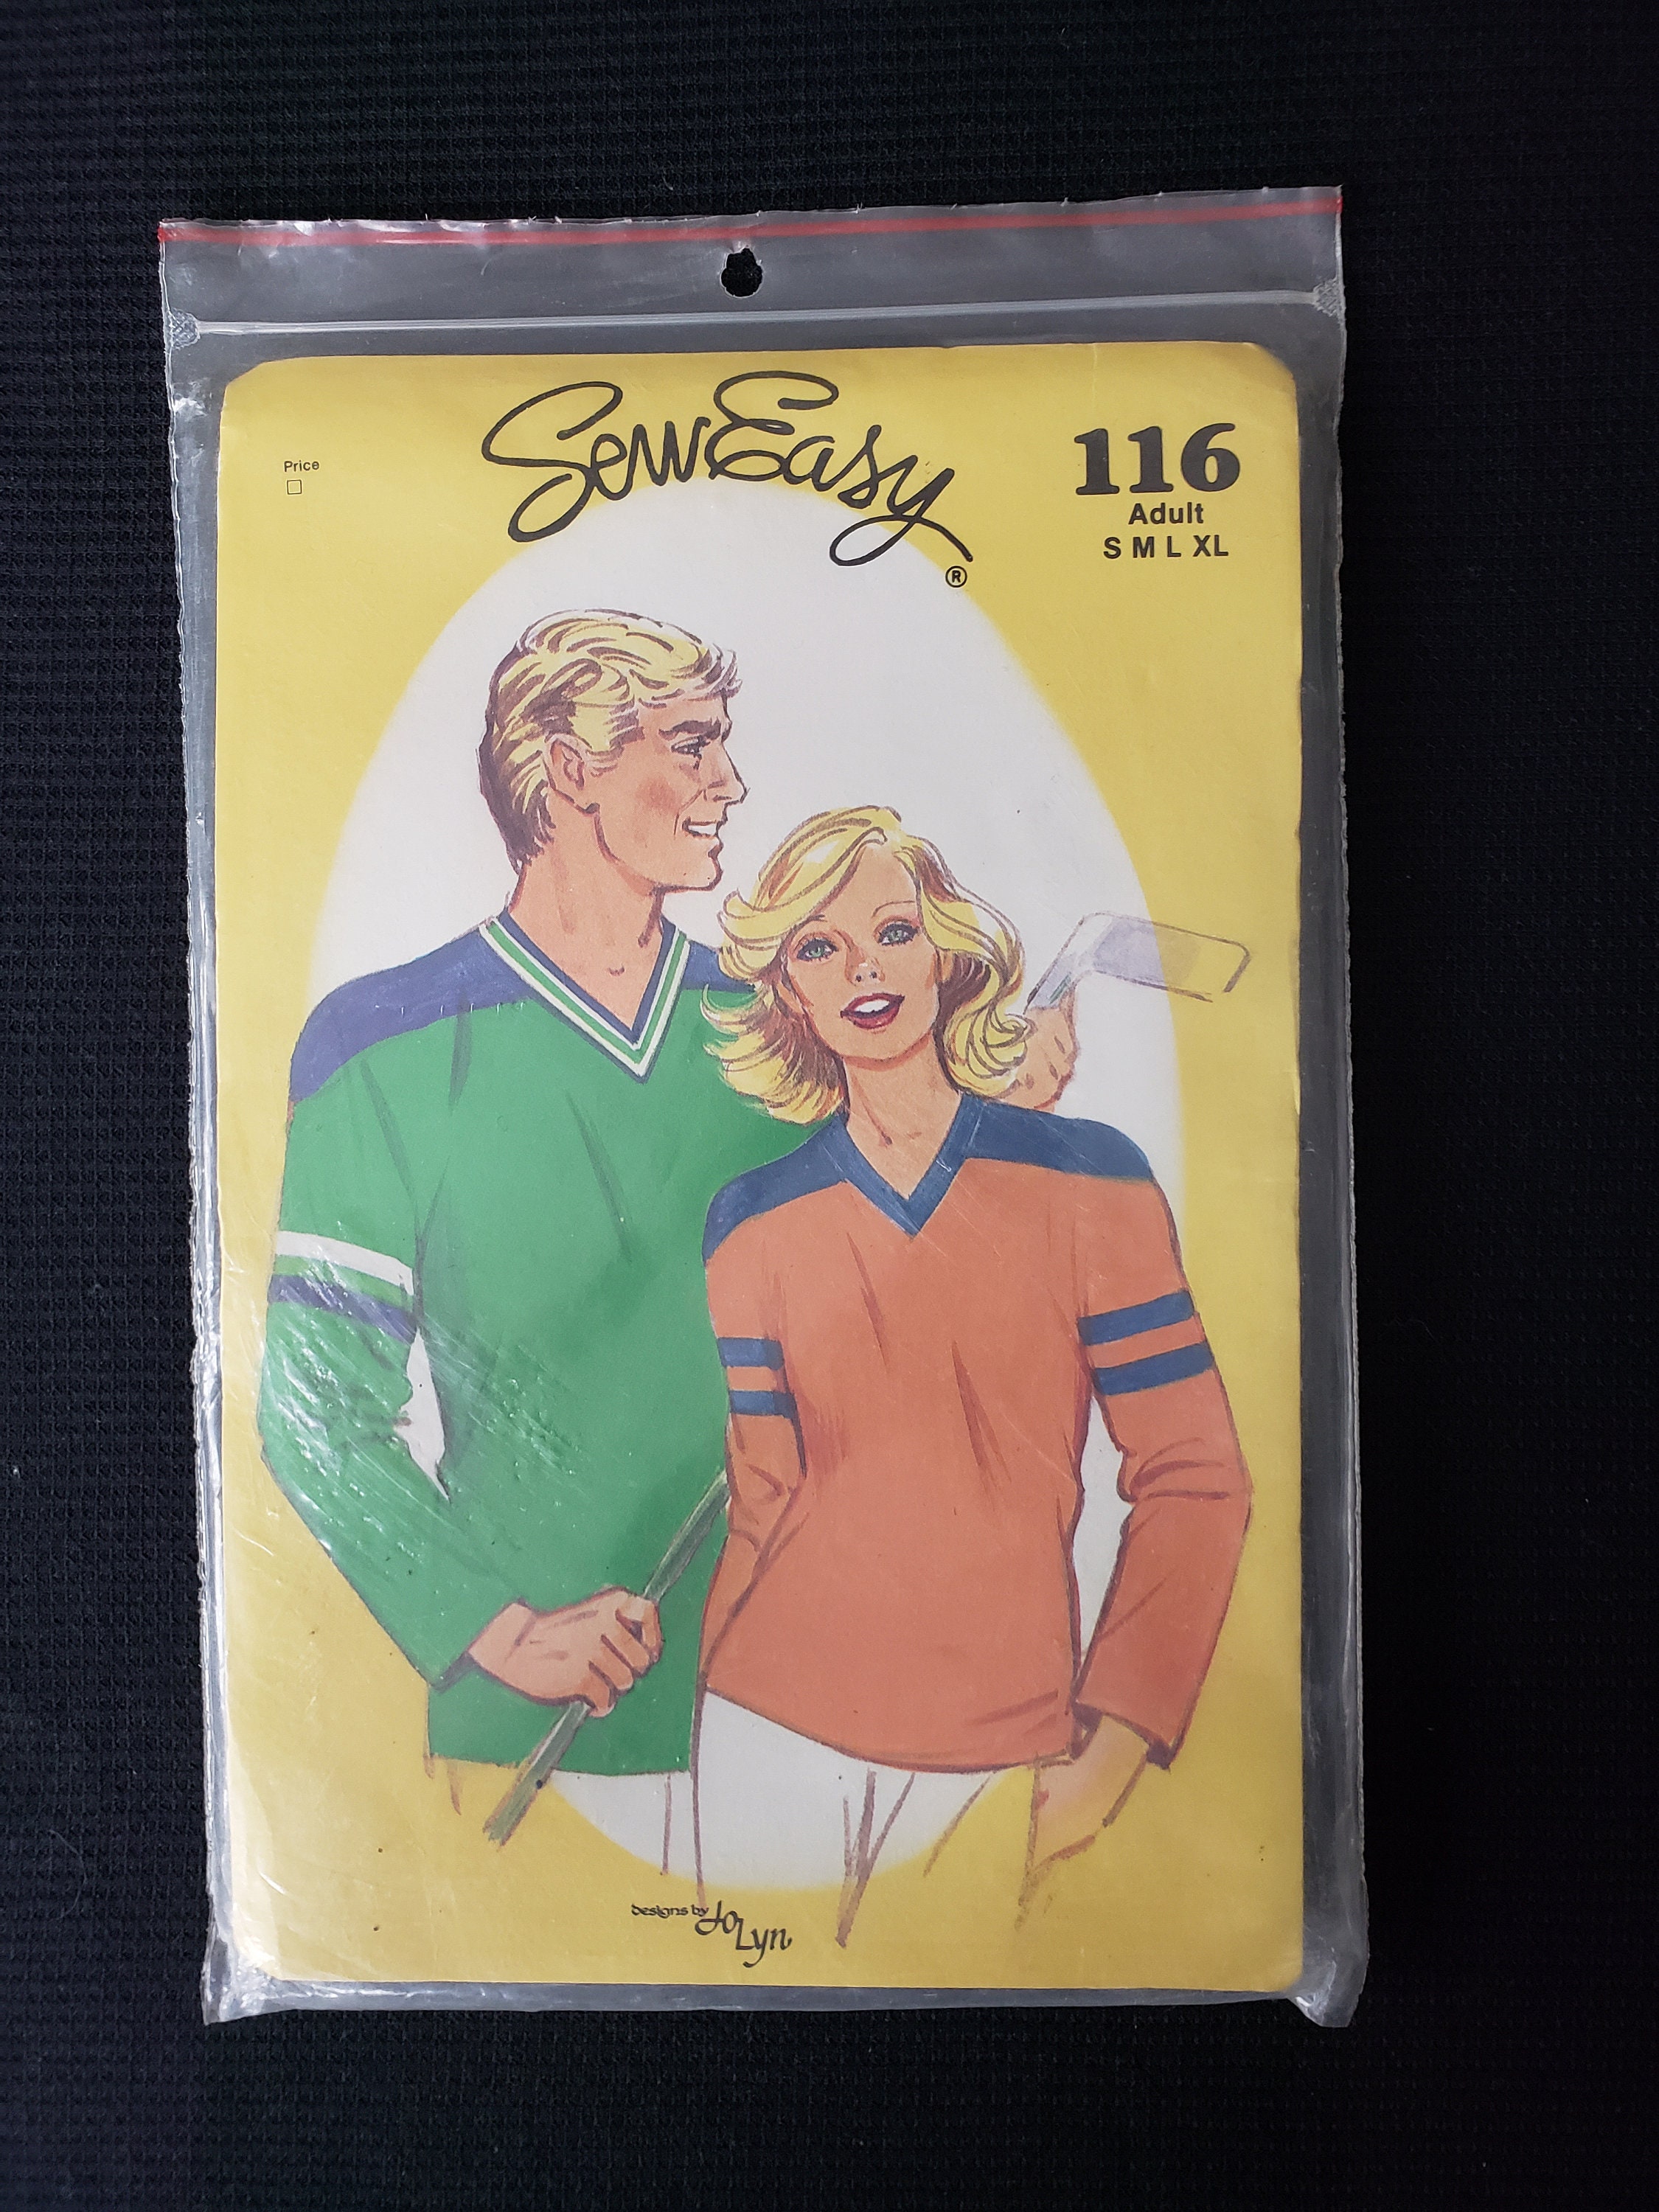 SewEasy
®
Price
116
Adult
S M L XL
designs by Jo Lyn